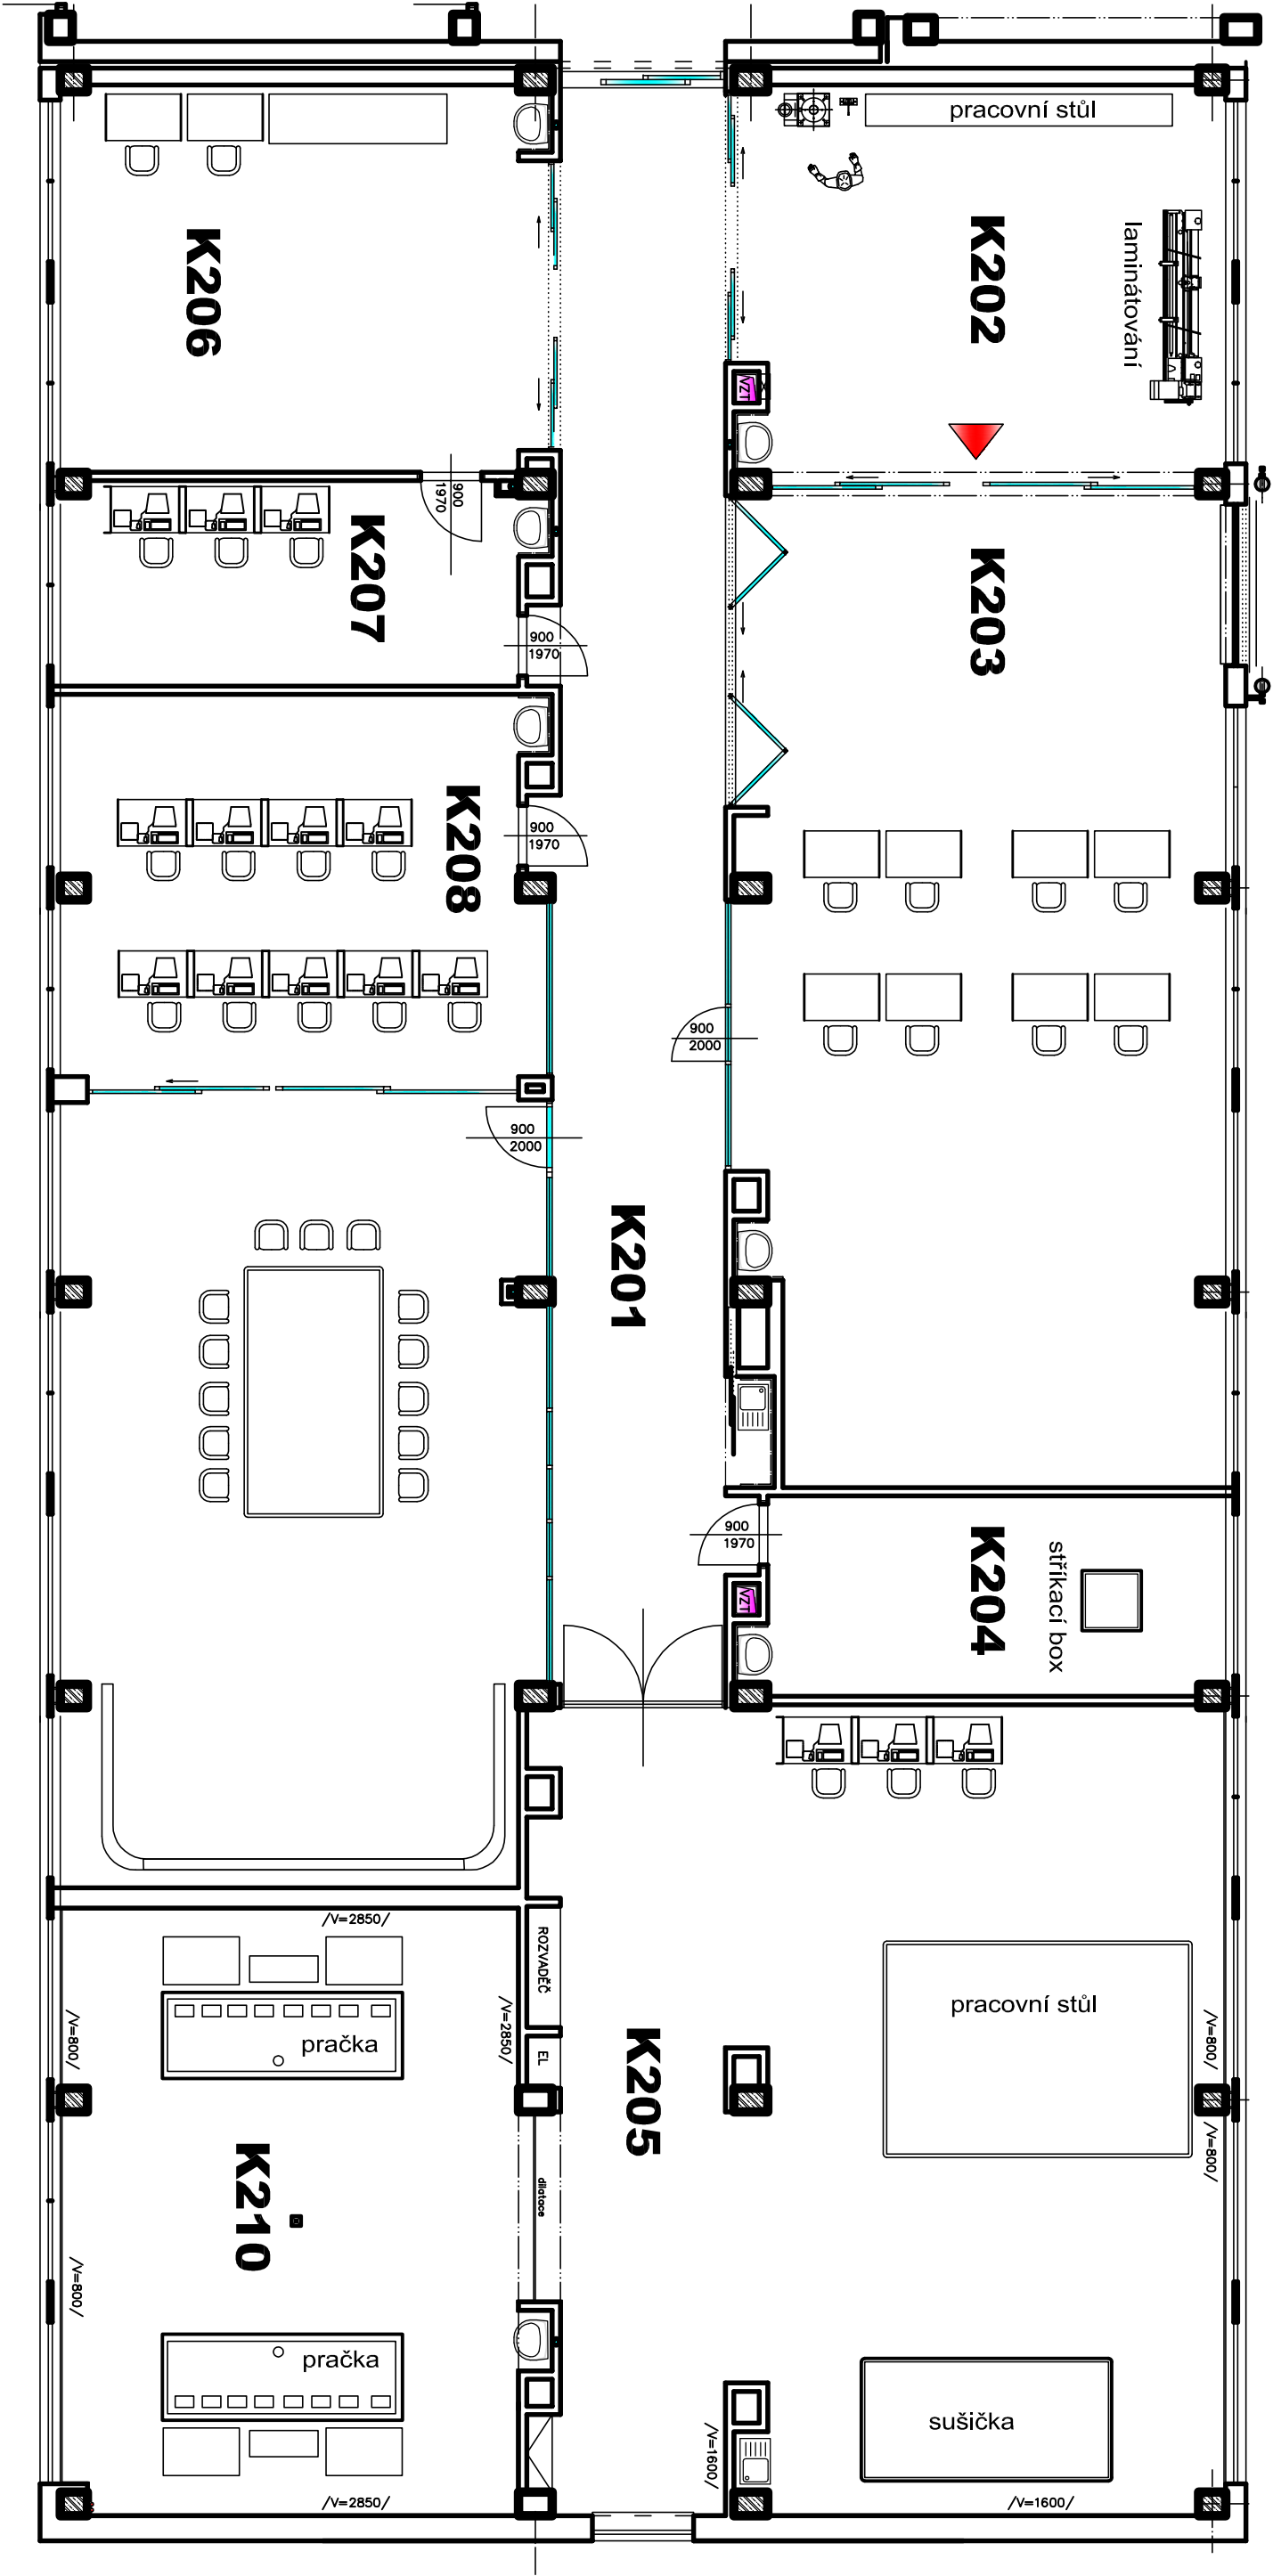 pracovní stůl
K202
laminátování
K206
VZT
900
1970
K207
K203
900
1970
K208
900
1970
900
2000
900
2000
K201
900
1970
K204
stříkací box
VZT
/V=2850/
ROZVADĚČ
/V=2850/
pracovní stůl
/V=800/
/V=800/
pračka
EL
K205
/V=800/
K210
dilatace
/V=800/
pračka
sušička
/V=1600/
/V=2850/
/V=1600/